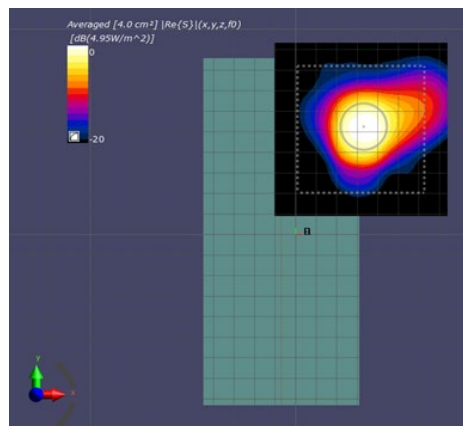 Averaged [4.0 cm²] |Re{S}|(x,y,z,f0)
[dB(4.95W/m^2)]
0
-20
y
x